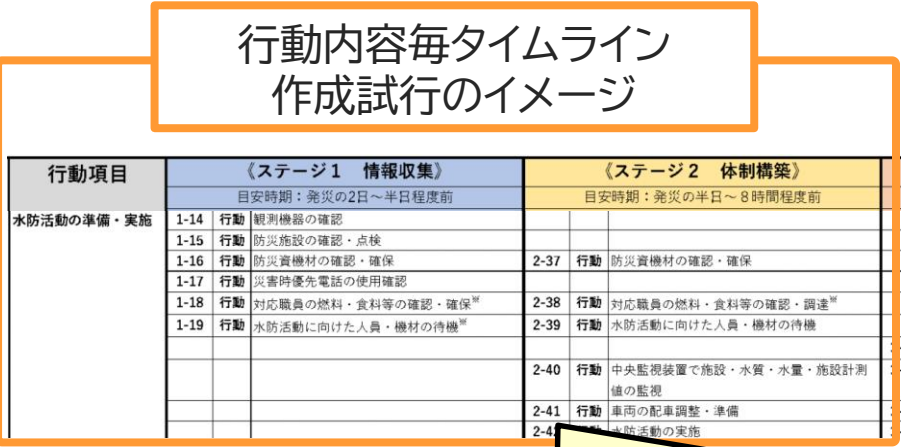 行動内容毎タイムライン
作成試行のイメージ
行動項目 《ステージ1 情報収集》 《ステージ2 体制構築》
目安時期：発災の2日～半日程度前 目安時期：発災の半日～8時間程度前
水防活動の準備・実施 1-14 行動 観測機器の確認
1-15 行動 防災施設の確認・点検
1-16 行動 防災資機材の確認・確保 2-37 行動 防災資機材の確認・確保
1-17 行動 災害時優先電話の使用確認
1-18 行動 対応職員の燃料・食料等の確認・確保※ 2-38 行動 対応職員の燃料・食料等の確認・調達※
1-19 行動 水防活動に向けた人員・機材の待機※ 2-39 行動 水防活動に向けた人員・機材の待機
2-40 行動 中央監視装置で施設・水質・水量・施設計測
値の監視
2-41 行動 車両の配車調整・準備
水防活動の実施